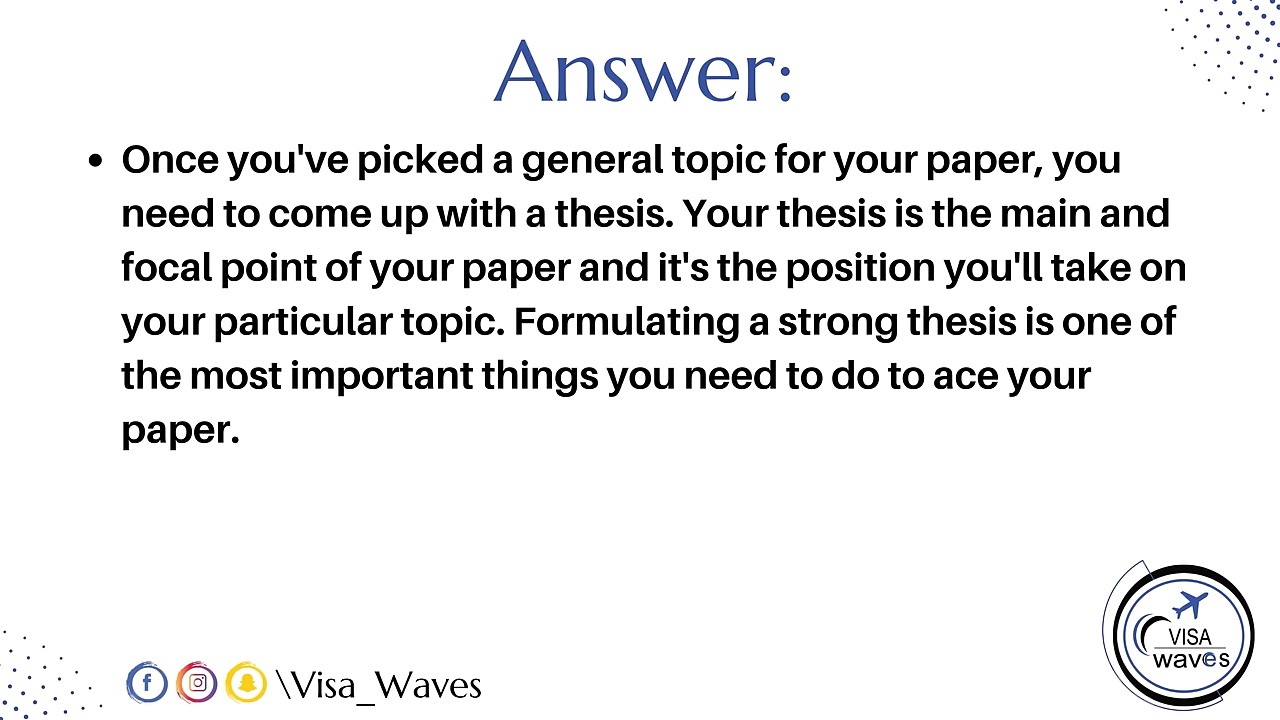 Answer:
• Once you've picked a general topic for your paper, you
need to come up with a thesis. Your thesis is the main and
focal point of your paper and it's the position you'll take on
your particular topic. Formulating a strong thesis is one of
the most important things you need to do to ace your
paper.
\Visa_Waves
VISA
waves